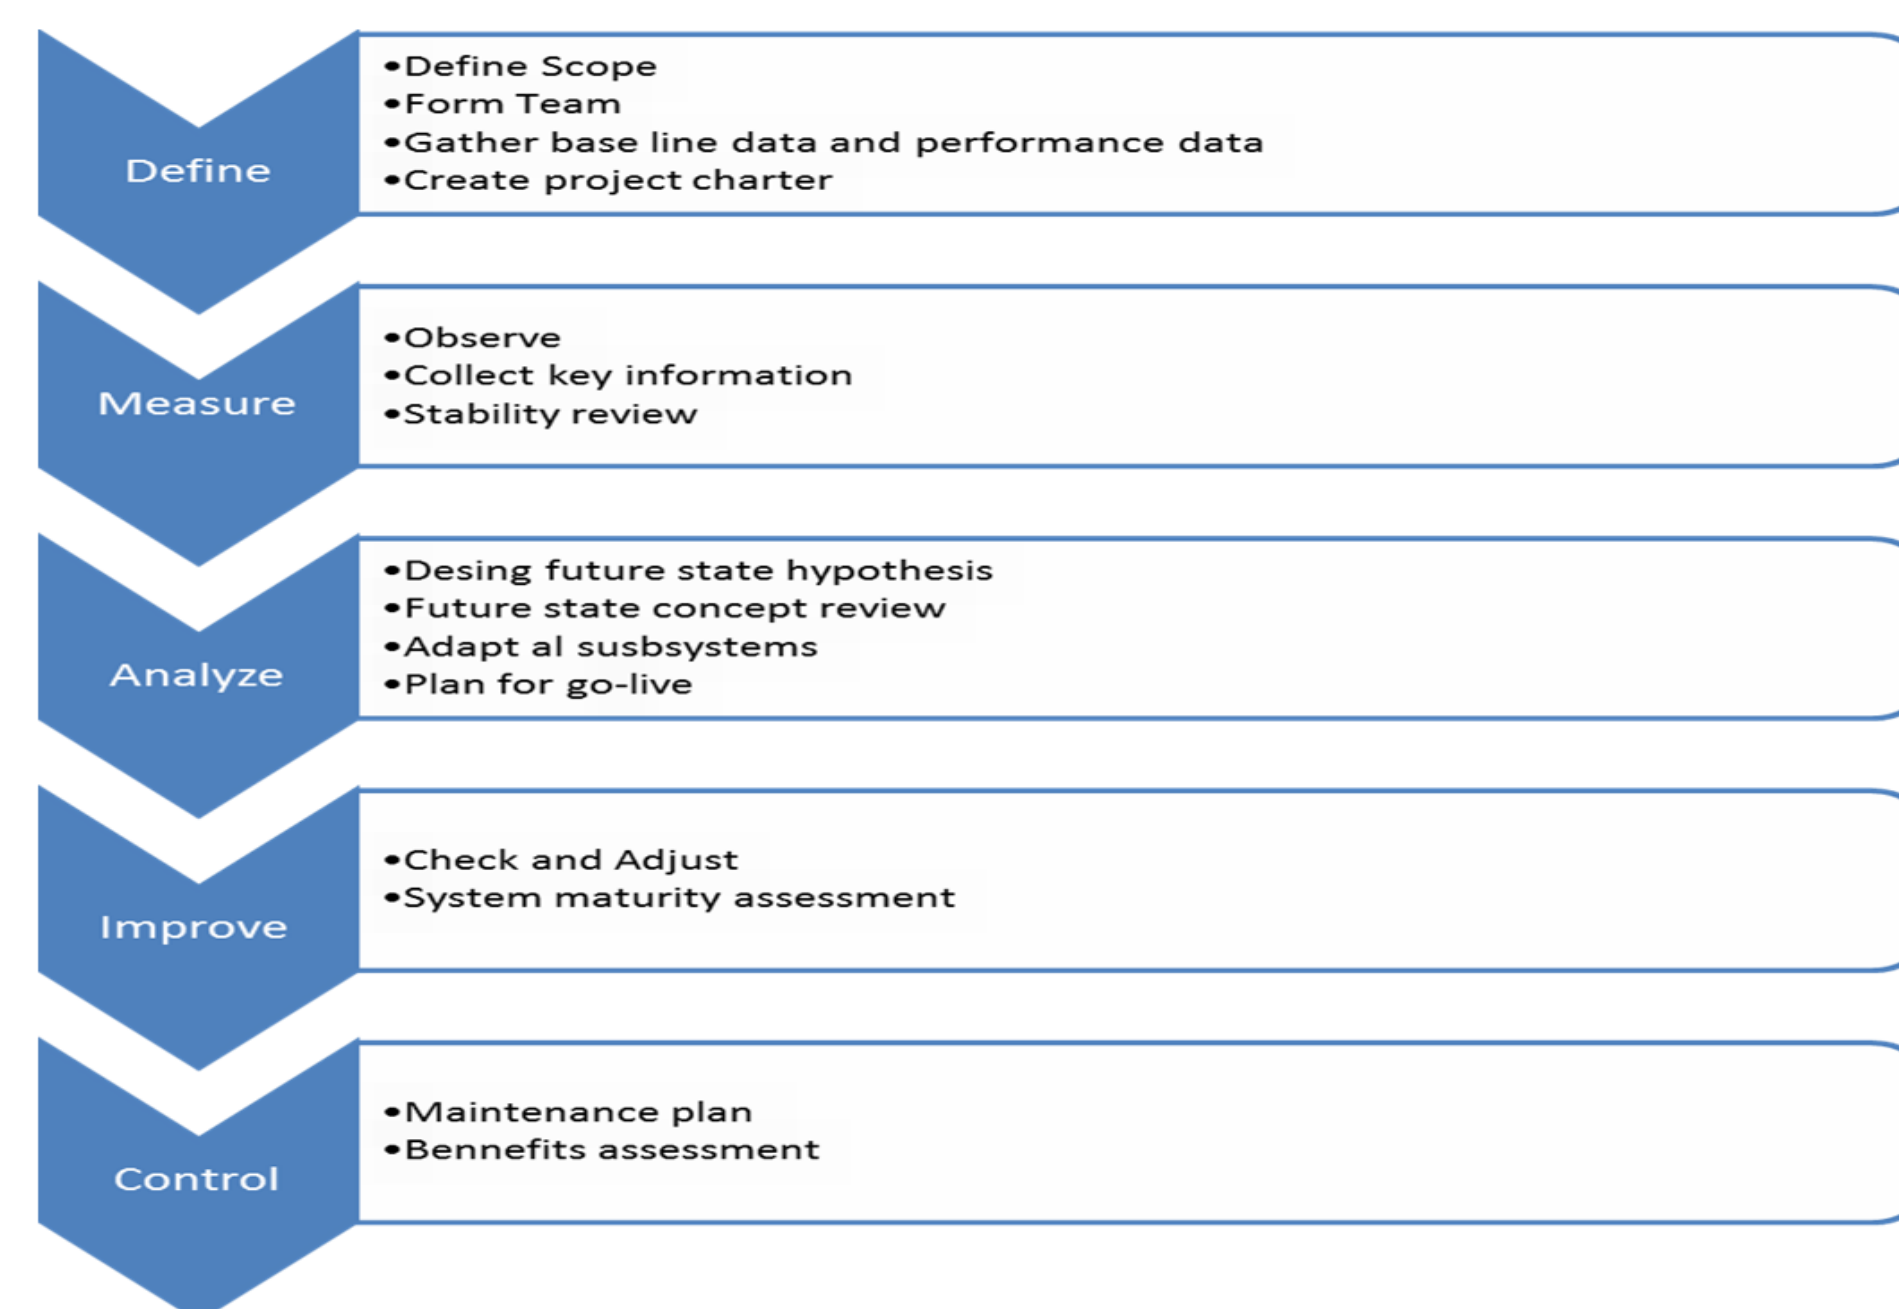 Define
•Define Scope
•Form Team
•Gather base line data and performance data
•Create project charter
Measure
•Observe
•Collect key information
•Stability review
Analyze
•Desing future state hypothesis
•Future state concept review
•Adapt al susbsystems
•Plan for go-live
Improve
•Check and Adjust
•System maturity assessment
Control
•Maintenance plan
•Bennefits assessment